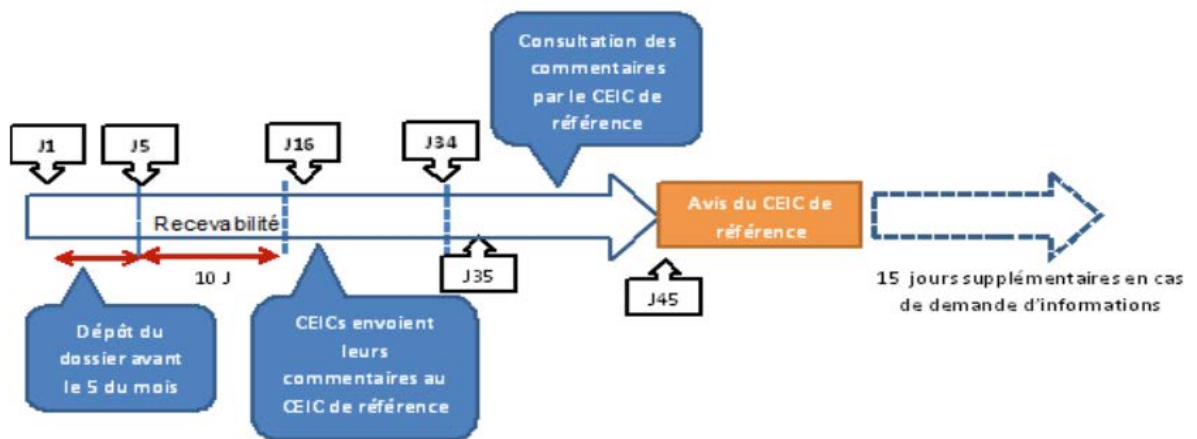 Consultation des
commentaires
par le CEIC de
référence
J1
J5
J16
J34
Recevabilité
Avis du CEIC de
référence
10 J
J35
J45
15 jours supplémentaires en cas
de demande d'informations
Dépôt du
dossier avant
le 5 du mois
CEICs envoient
leurs
commentaires au
CEIC de référence